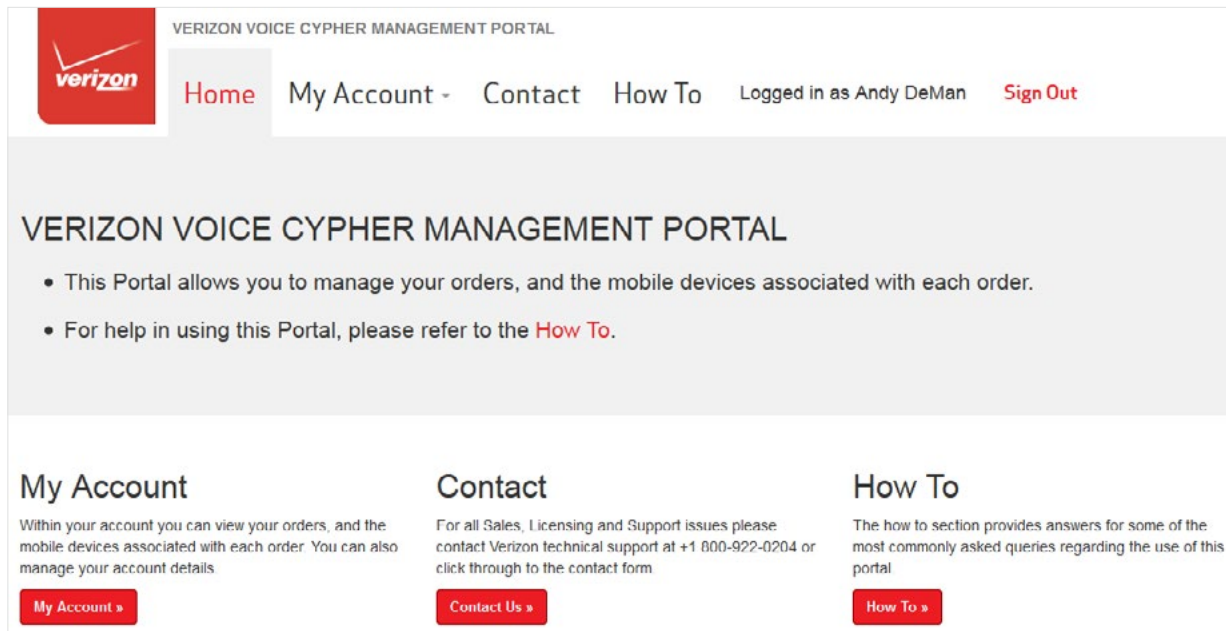 VERIZON VOICE CYPHER MANAGEMENT PORTAL
verizon
Home My Account Contact How To Logged in as Andy DeMan Sign Out
VERIZON VOICE CYPHER MANAGEMENT PORTAL
• This Portal allows you to manage your orders, and the mobile devices associated with each order.
• For help in using this Portal, please refer to the How To.
My Account
Within your account you can view your orders, and the
mobile devices associated with each order. You can also
manage your account details.
My Account »
Contact
For all Sales, Licensing and Support issues please
contact Verizon technical support at +1 800-922-0204 or
click through to the contact form
Contact Us »
How To
The how to section provides answers for some of the
most commonly asked queries regarding the use of this
portal
How To »